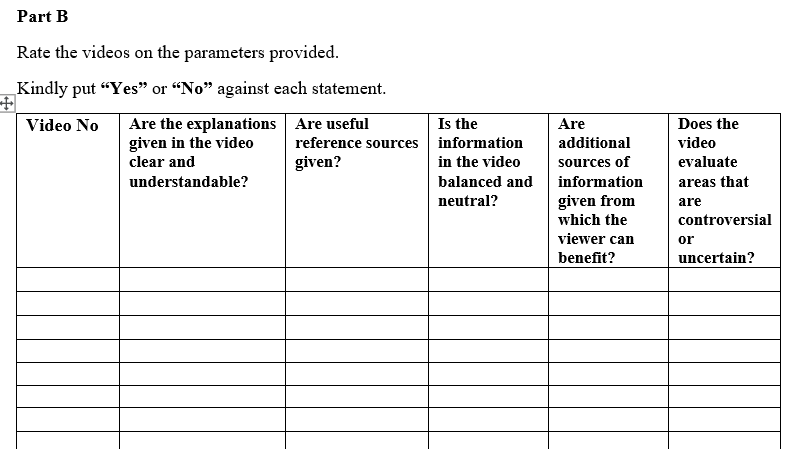 Part B
Rate the videos on the parameters provided.
Kindly put “Yes” or “No” against each statement.
Video No
Are the explanations
given in the video
clear and
understandable?
Are useful
reference sources
given?
Is the
information
in the video
balanced and
neutral?
Are
additional
sources of
information
given from
which the
viewer can
benefit?
Does the
video
evaluate
areas that
are
controversial
or
uncertain?